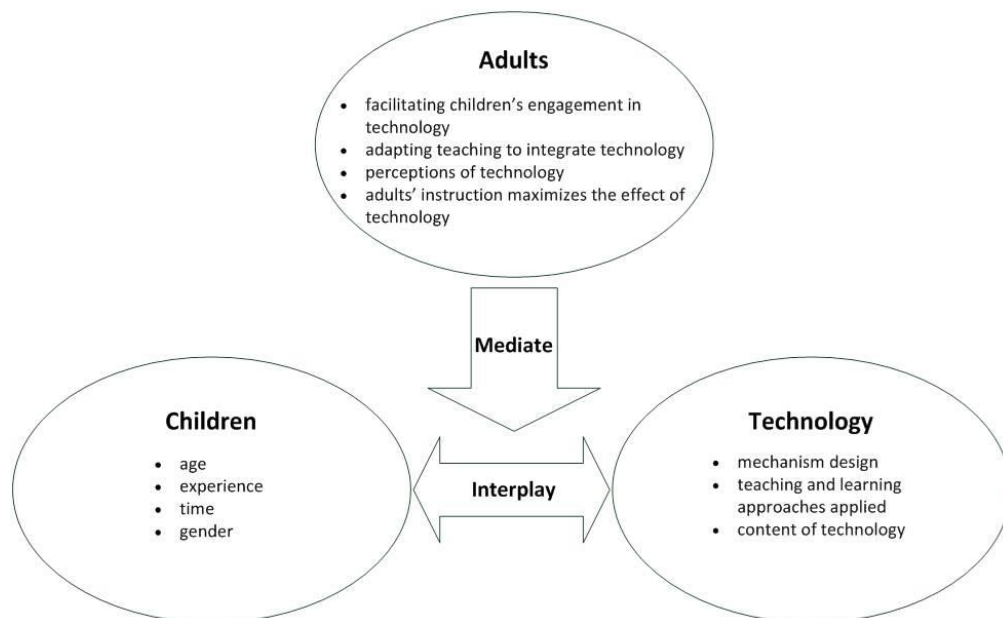 Adults
• facilitating children’s engagement in
technology
• adapting teaching to integrate technology
• perceptions of technology
• adults’ instruction maximizes the effect of
technology
Mediate
Children
• age
• experience
• time
• gender
Interplay
Technology
• mechanism design
• teaching and learning
approaches applied
• content of technology